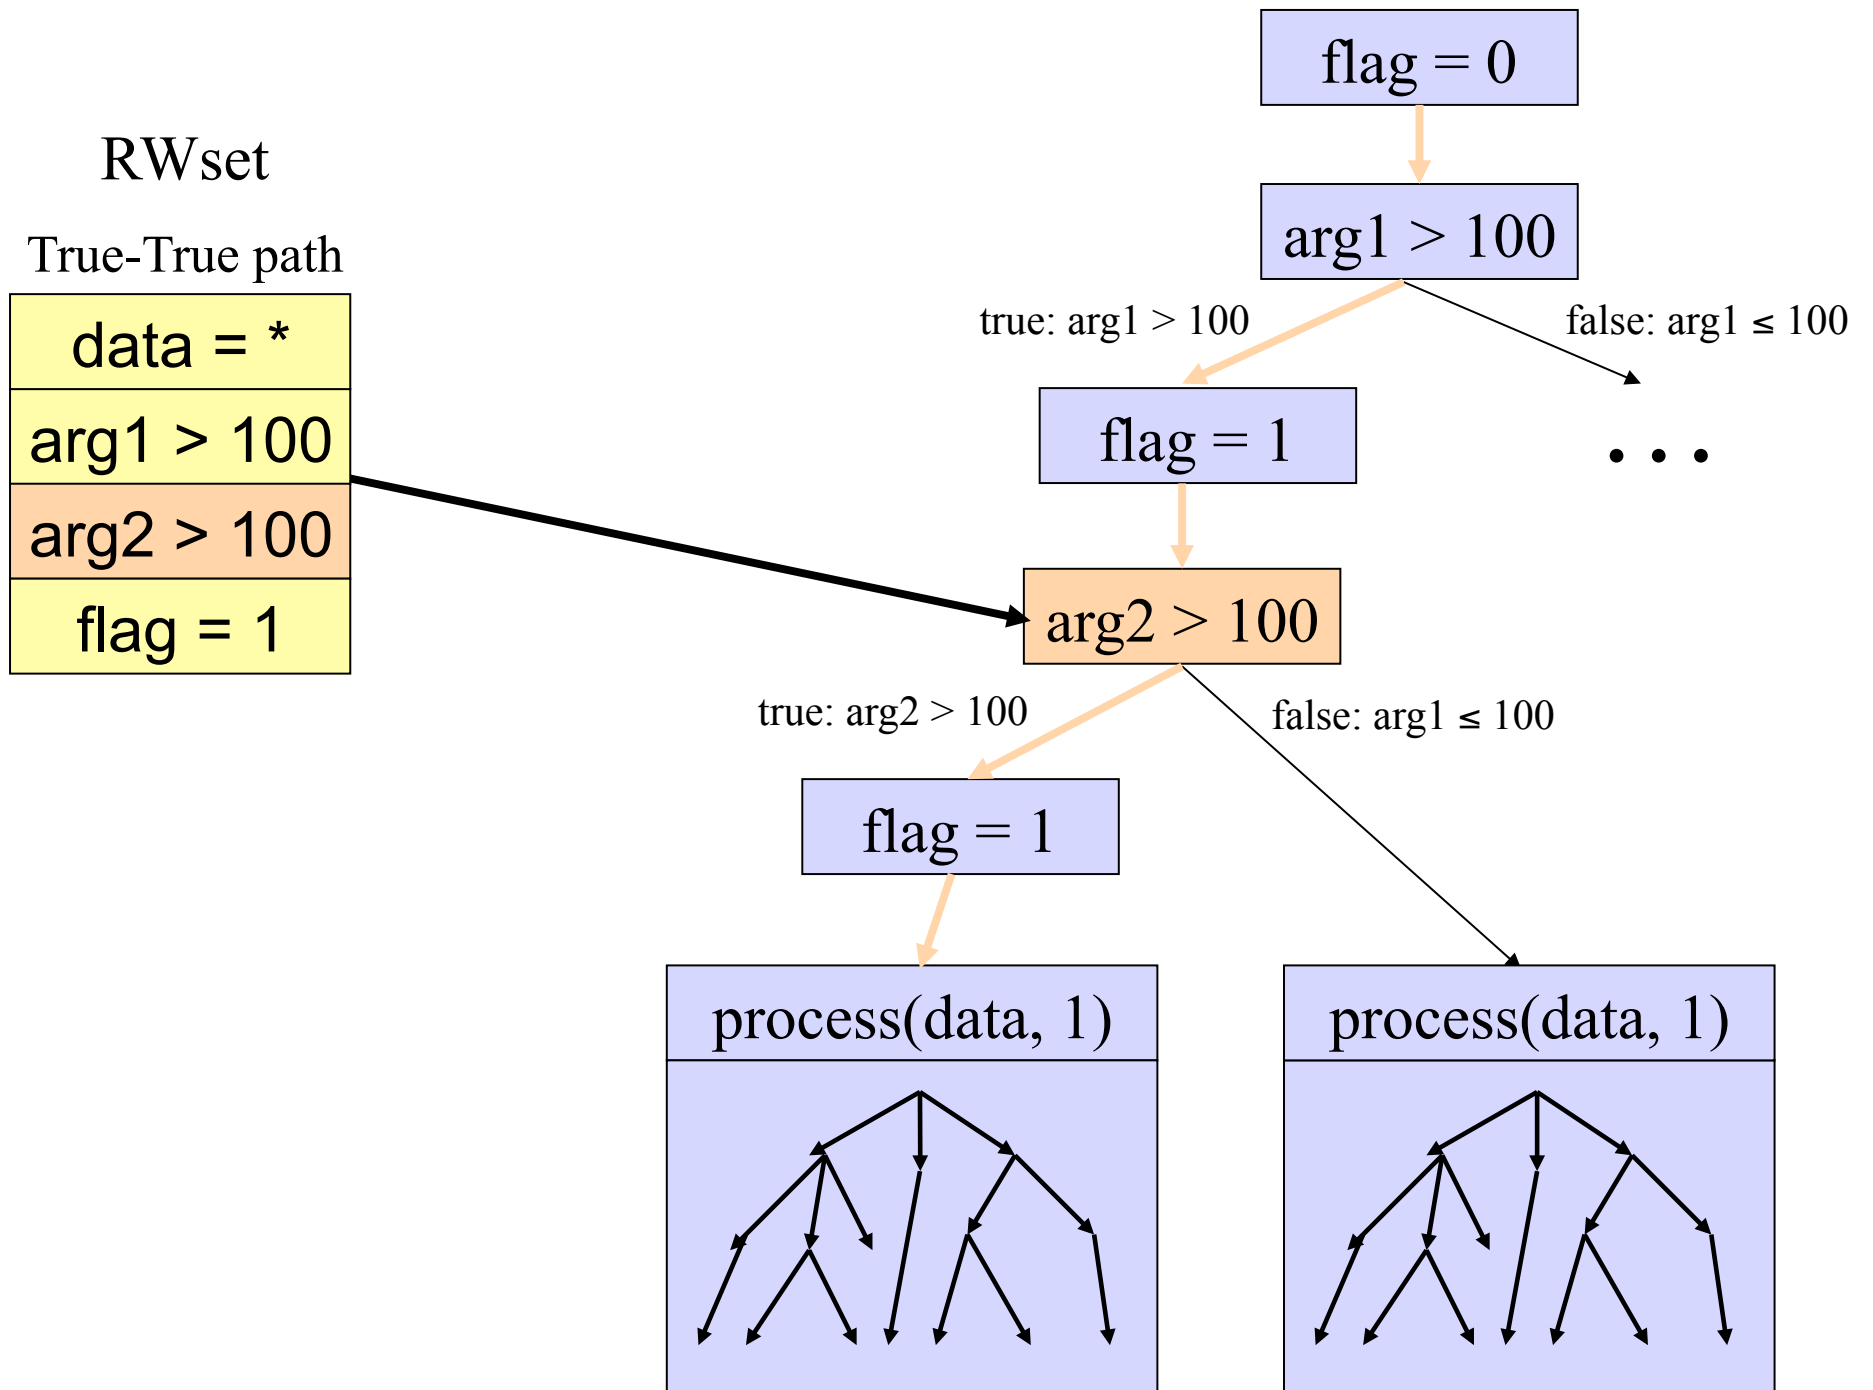 RWset
True-True path
data = *
arg1 > 100
arg2 > 100
flag = 1
flag = 0
arg1 > 100
true: arg1 > 100
false: arg1 ≤ 100
flag = 1
. . .
arg2 > 100
true: arg2 > 100
false: arg1 ≤ 100
flag = 1
process(data, 1)
process(data, 1)